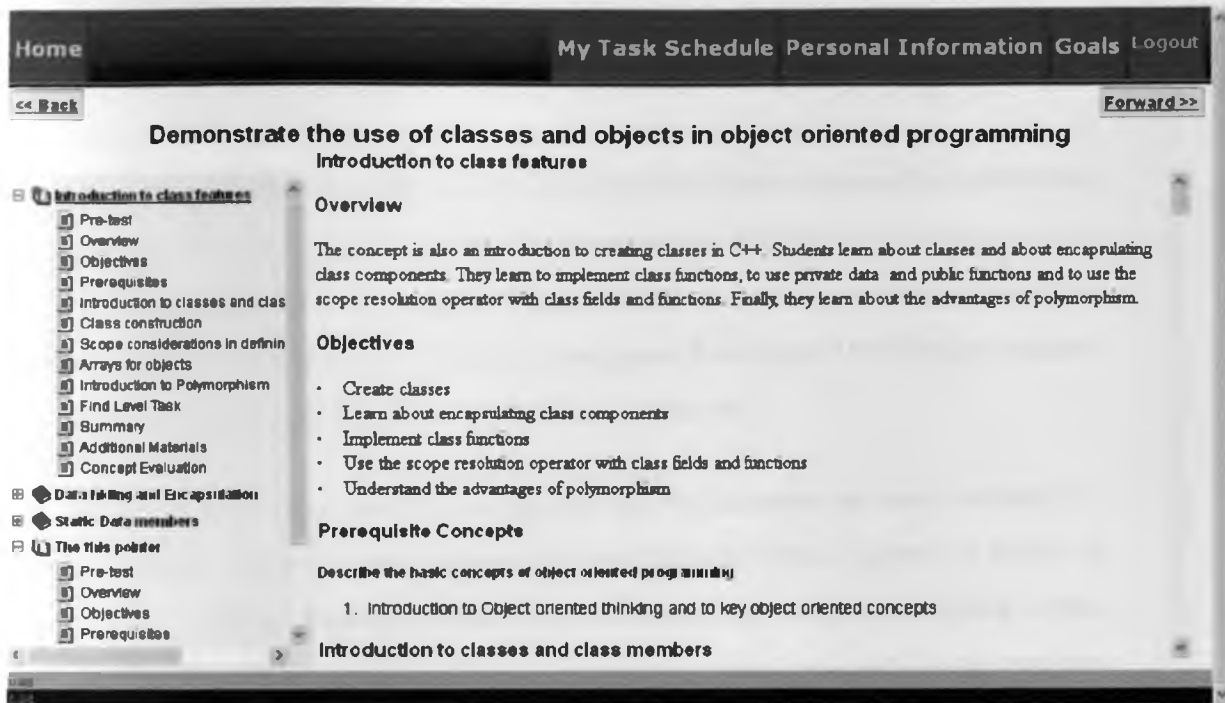 Home My Task Schedule Personal Information Goals Logout
<< Back Forward >>
Demonstrate the use of classes and objects in object oriented programming
Introduction to class features
Pre-test
Overview
Objectives
Prerequisites
Introduction to classes and clas
Class construction
Scope considerations in definin
Arrays for objects
Introduction to Polymorphism
Find Level Task
Summary
Additional Materials
Concept Evaluation
Data hiding and Encapsulation
Static Data members
The this pointer
Pre-test
Overview
Objectives
Prerequisites
Introduction to class features
Overview
The concept is also an introduction to creating classes in C++. Students learn about classes and about encapsulating
class components. They learn to implement class functions, to use private data and public functions and to use the
scope resolution operator with class fields and functions. Finally, they learn about the advantages of polymorphism.
Objectives
· Create classes
· Learn about encapsulating class components
· Implement class functions
· Use the scope resolution operator with class fields and functions
· Understand the advantages of polymorphism
Prerequisite Concepts
Describe the basic concepts of object oriented programming
1. Introduction to Object oriented thinking and to key object oriented concepts
Introduction to classes and class members